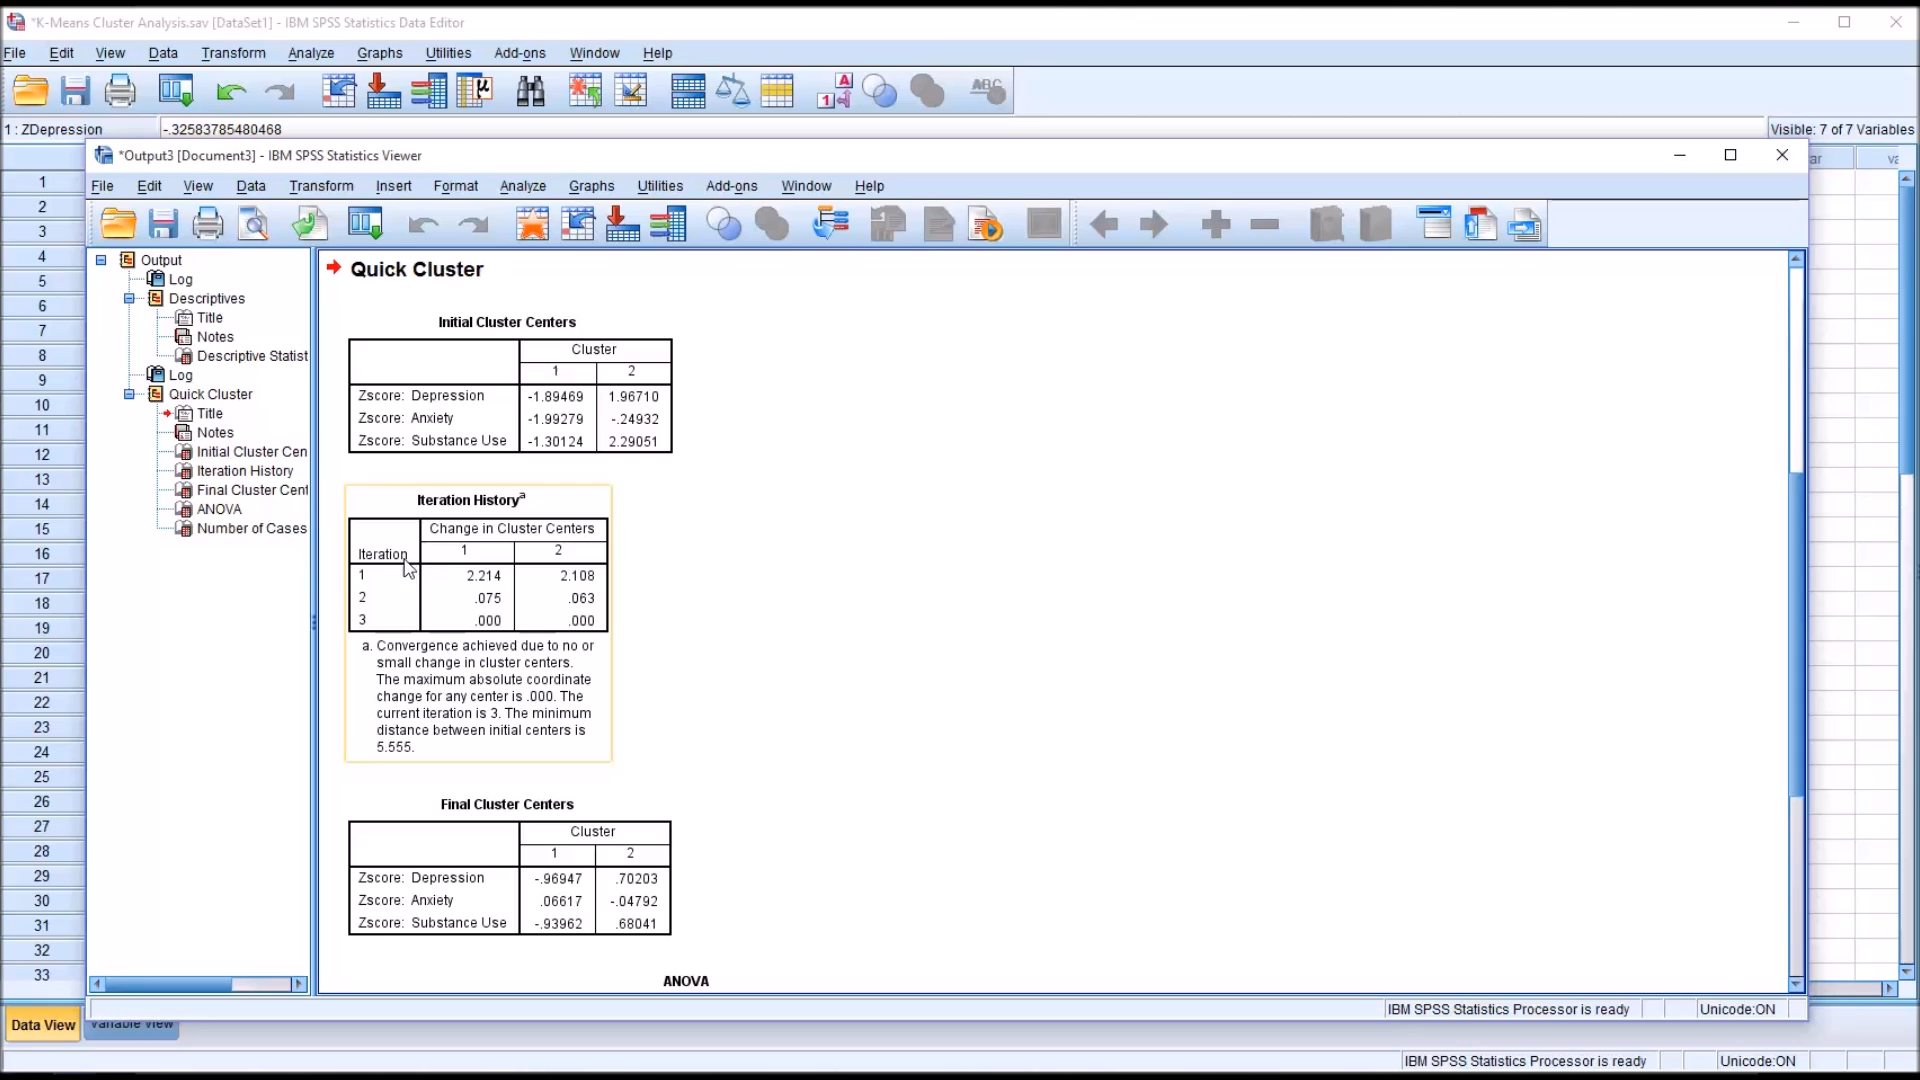 *K-Means Cluster Analysis.sav [DataSet1] - IBM SPSS Statistics Data Editor
File Edit View Data Transform Analyze Graphs Utilities Add-ons Window Help
1 : ZDepression -.32583785480468 Visible: 7 of 7 Variables
*Output3 [Document3] - IBM SPSS Statistics Viewer
File Edit View Data Transform Insert Format Analyze Graphs Utilities Add-ons Window Help
Output
Log
Descriptives
Title
Notes
Descriptive Statist
Log
Quick Cluster
Title
Notes
Initial Cluster Cen
Iteration History
Final Cluster Cent
ANOVA
Number of Cases
Quick Cluster
Initial Cluster Centers
Cluster
1 2
Zscore: Depression -1.89469 1.96710
Zscore: Anxiety -1.99279 -.24932
Zscore: Substance Use -1.30124 2.29051
Iteration Historyᵃ
Change in Cluster Centers
Iteration 1 2
1 2.214 2.108
2 .075 .063
3 .000 .000
a. Convergence achieved due to no or
small change in cluster centers.
The maximum absolute coordinate
change for any center is .000. The
current iteration is 3. The minimum
distance between initial centers is
5.555.
Final Cluster Centers
Cluster
1 2
Zscore: Depression -.96947 .70203
Zscore: Anxiety .06617 -.04792
Zscore: Substance Use -.93962 .68041
ANOVA
1
2
3
4
5
6
7
8
9
10
11
12
13
14
15
16
17
18
19
20
21
22
23
24
25
26
27
28
29
30
31
32
33
IBM SPSS Statistics Processor is ready Unicode:ON
Data View Variable View
IBM SPSS Statistics Processor is ready Unicode:ON